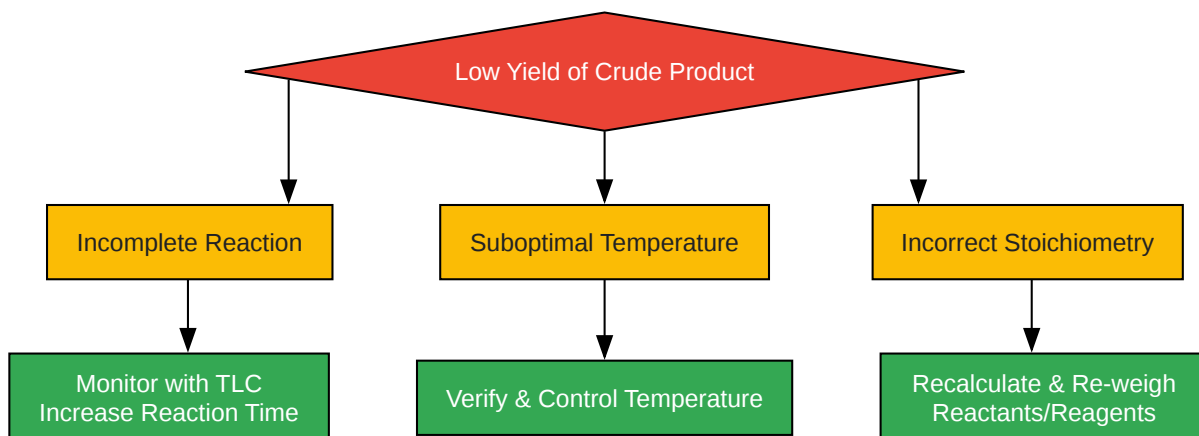 Low Yield of Crude Product
Incomplete Reaction
Suboptimal Temperature
Incorrect Stoichiometry
Monitor with TLC
Increase Reaction Time
Verify & Control Temperature
Recalculate & Re-weigh
Reactants/Reagents